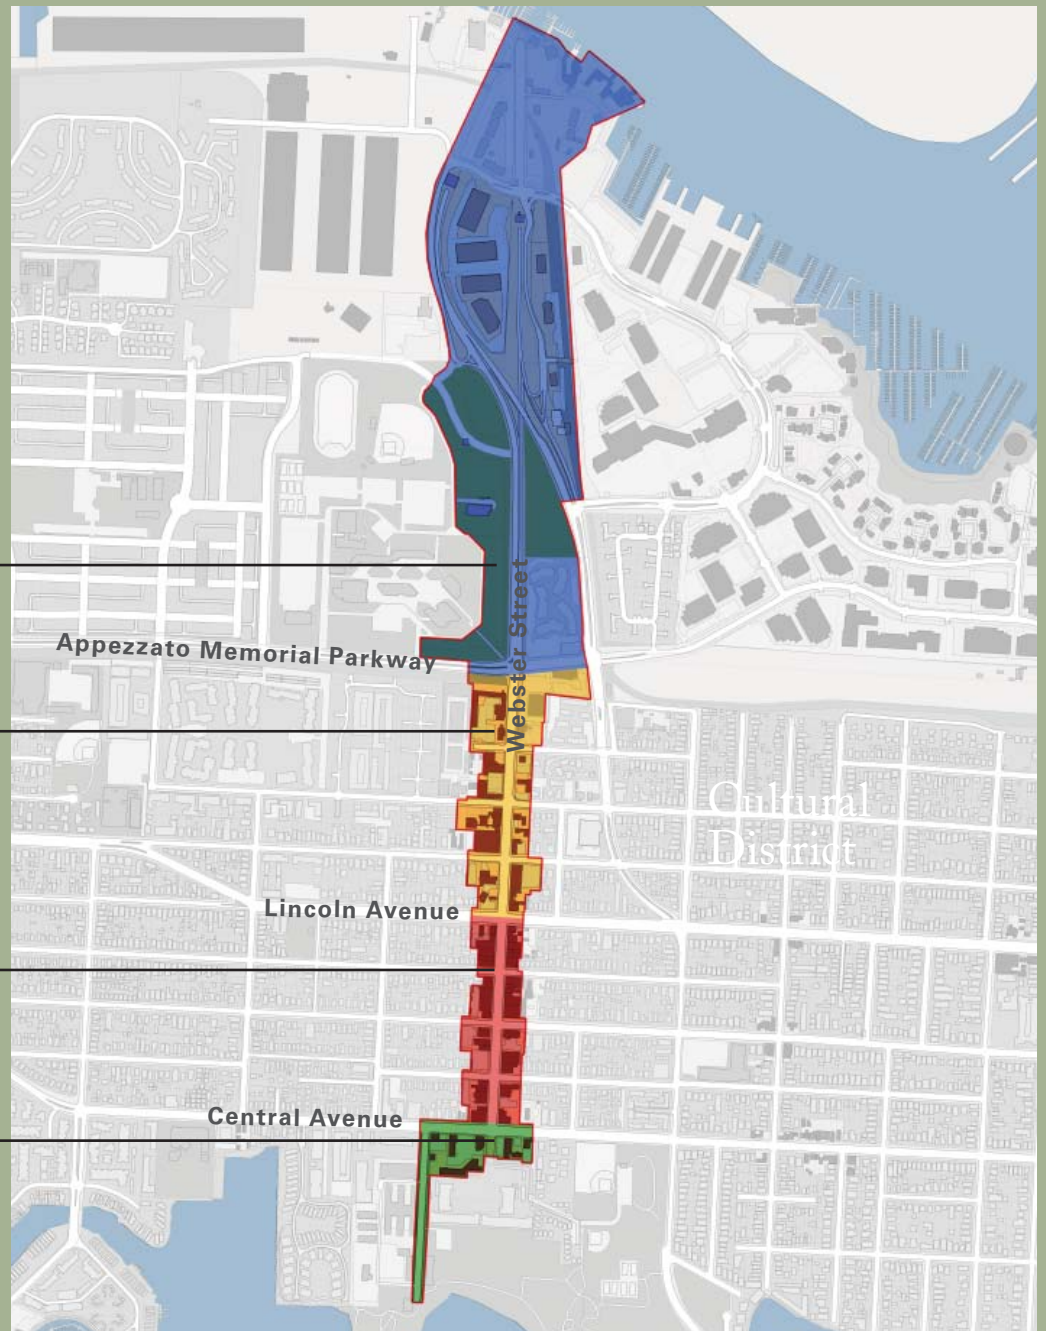 Webster Street
Appezzato Memorial Parkway
Cultural
District
Lincoln Avenue
Central Avenue